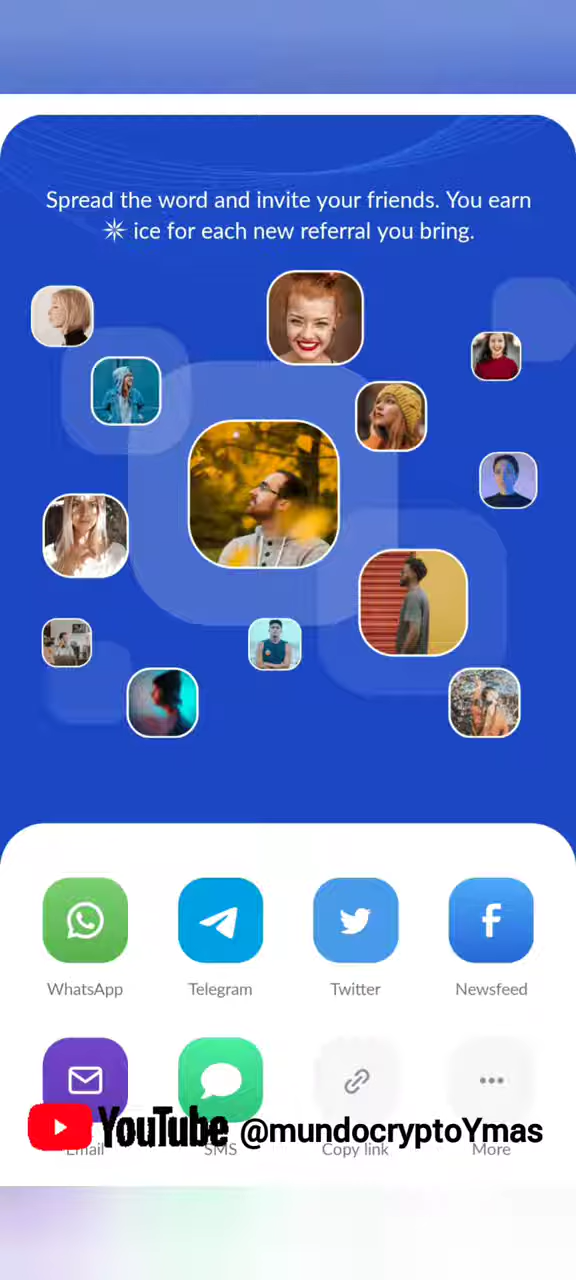 Spread the word and invite your friends. You earn
ice for each new referral you bring.
WhatsApp Telegram Twitter Newsfeed
YouTube @mundocryptoYmas
Email SMS Copy link More